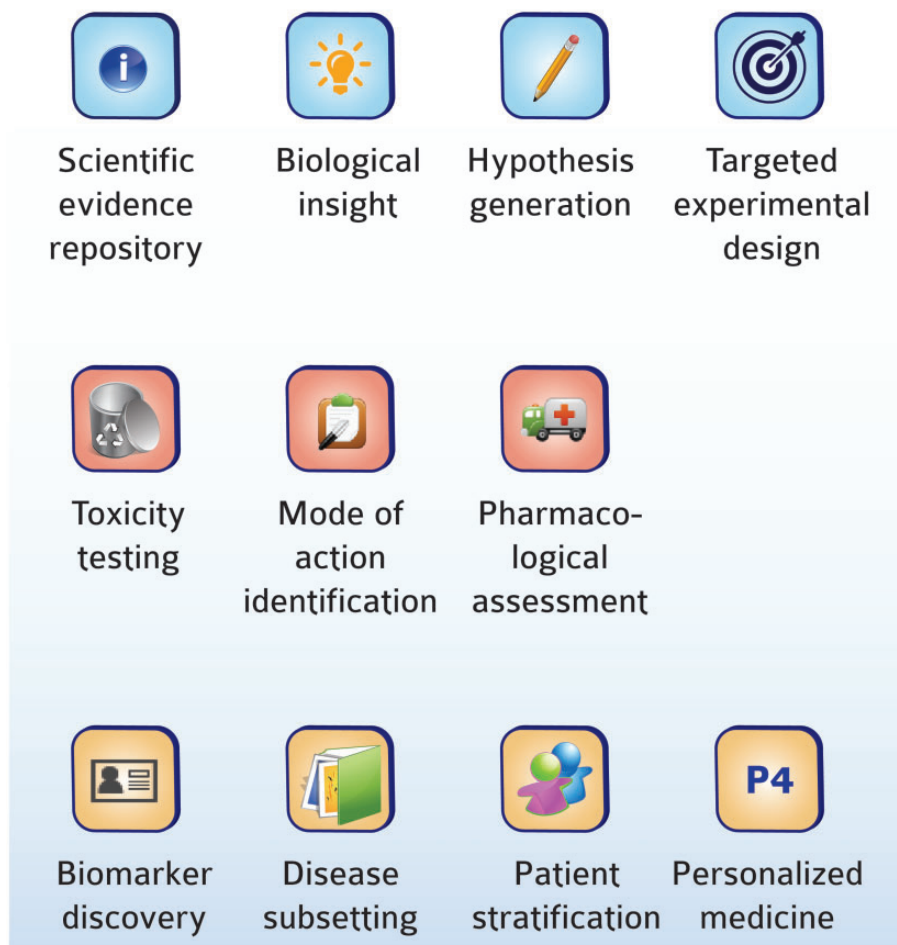 i
Scientific
evidence
repository
Biological
insight
Hypothesis
generation
Targeted
experimental
design
Toxicity
testing
Mode of
action
identification
Pharmaco-
logical
assessment
Biomarker
discovery
Disease
subsetting
Patient
stratification
P4
Personalized
medicine